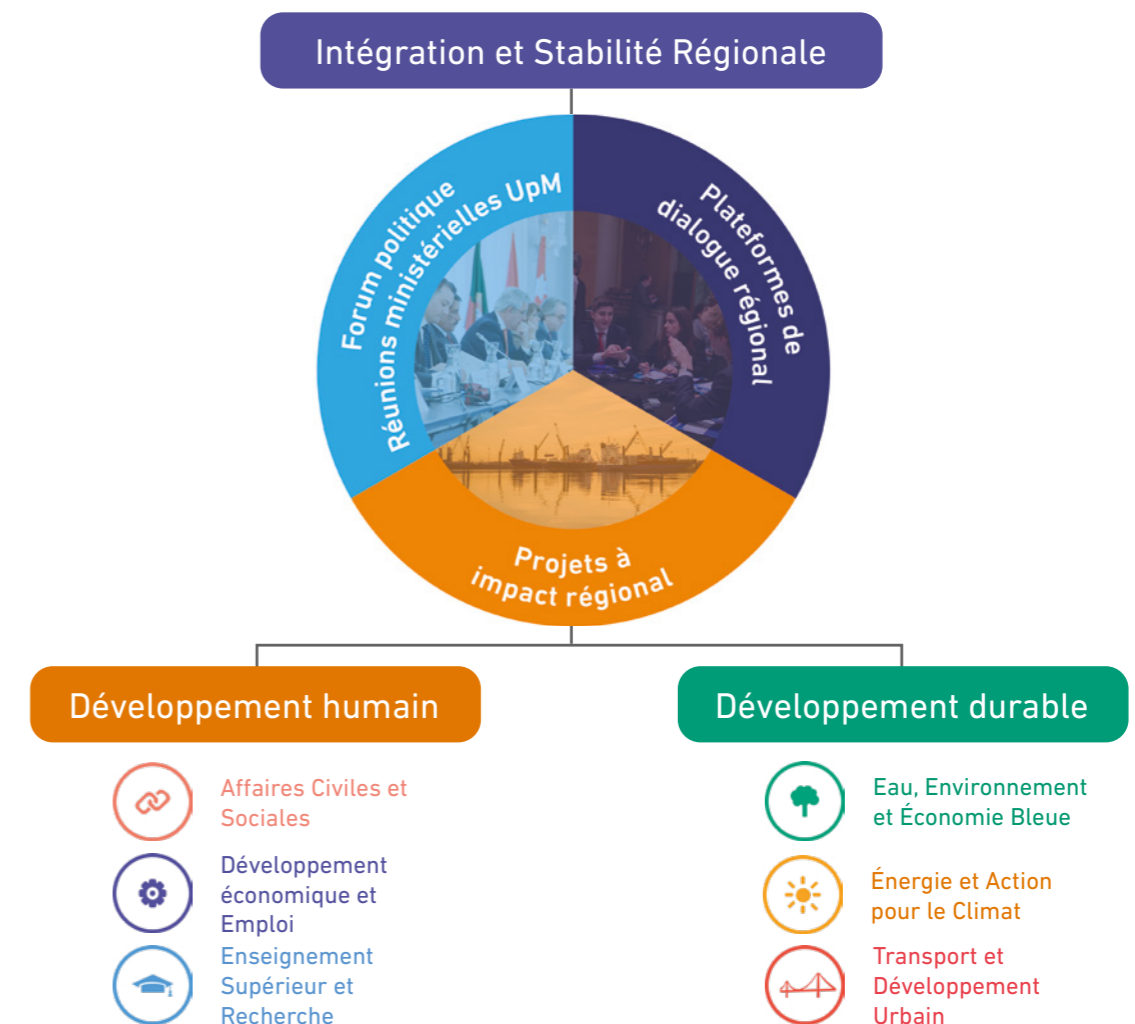 Intégration et Stabilité Régionale
Forum politique
Réunions ministérielles UpM
Plateformes de
dialogue régional
Projets à
impact régional
Développement humain
Affaires Civiles et
Sociales
Développement
économique et
Emploi
Enseignement
Supérieur et
Recherche
Développement durable
Eau, Environnement
et Économie Bleue
Énergie et Action
pour le Climat
Transport et
Développement
Urbain